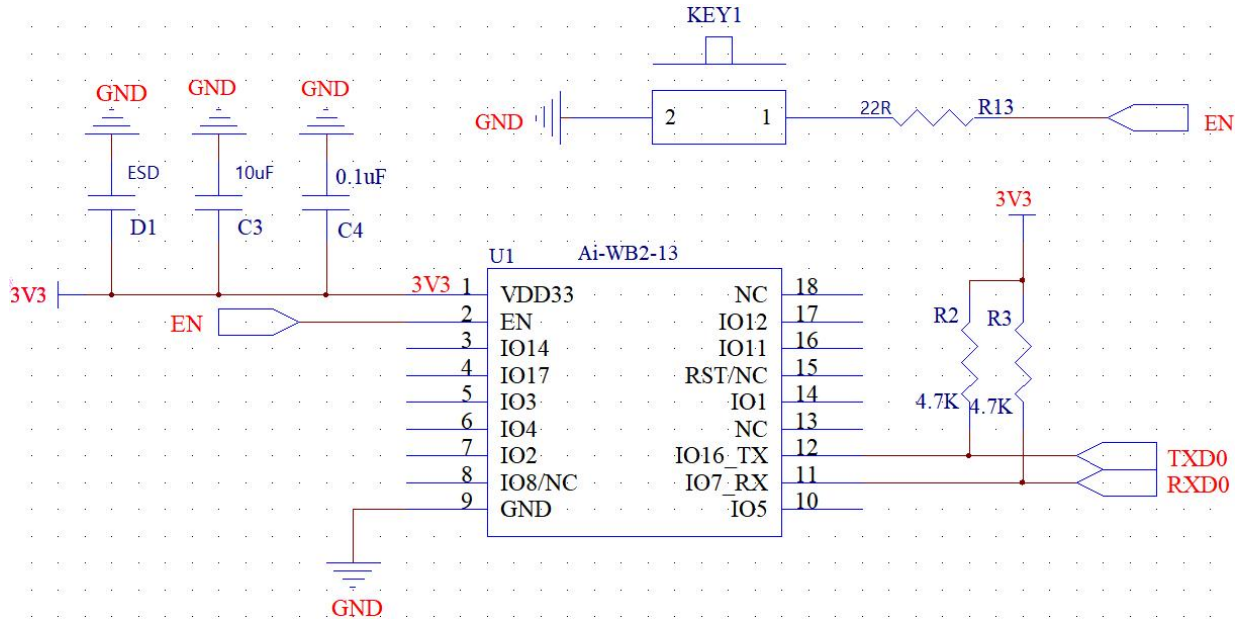 KEY1
GND
GND
GND
GND
2
1
22R
R13
EN
ESD
10uF
0.1uF
D1
C3
C4
3V3
U1
Ai-WB2-13
3V3
3V3
1
VDD33
NC
18
EN
2
EN
IO12
17
3
IO14
IO11
16
R2
R3
4
IO17
RST/NC
15
5
IO3
IO1
14
4.7K
4.7K
6
IO4
NC
13
7
IO2
IO16_TX
12
TXD0
8
IO8/NC
IO7_RX
11
RXD0
9
GND
IO5
10
GND